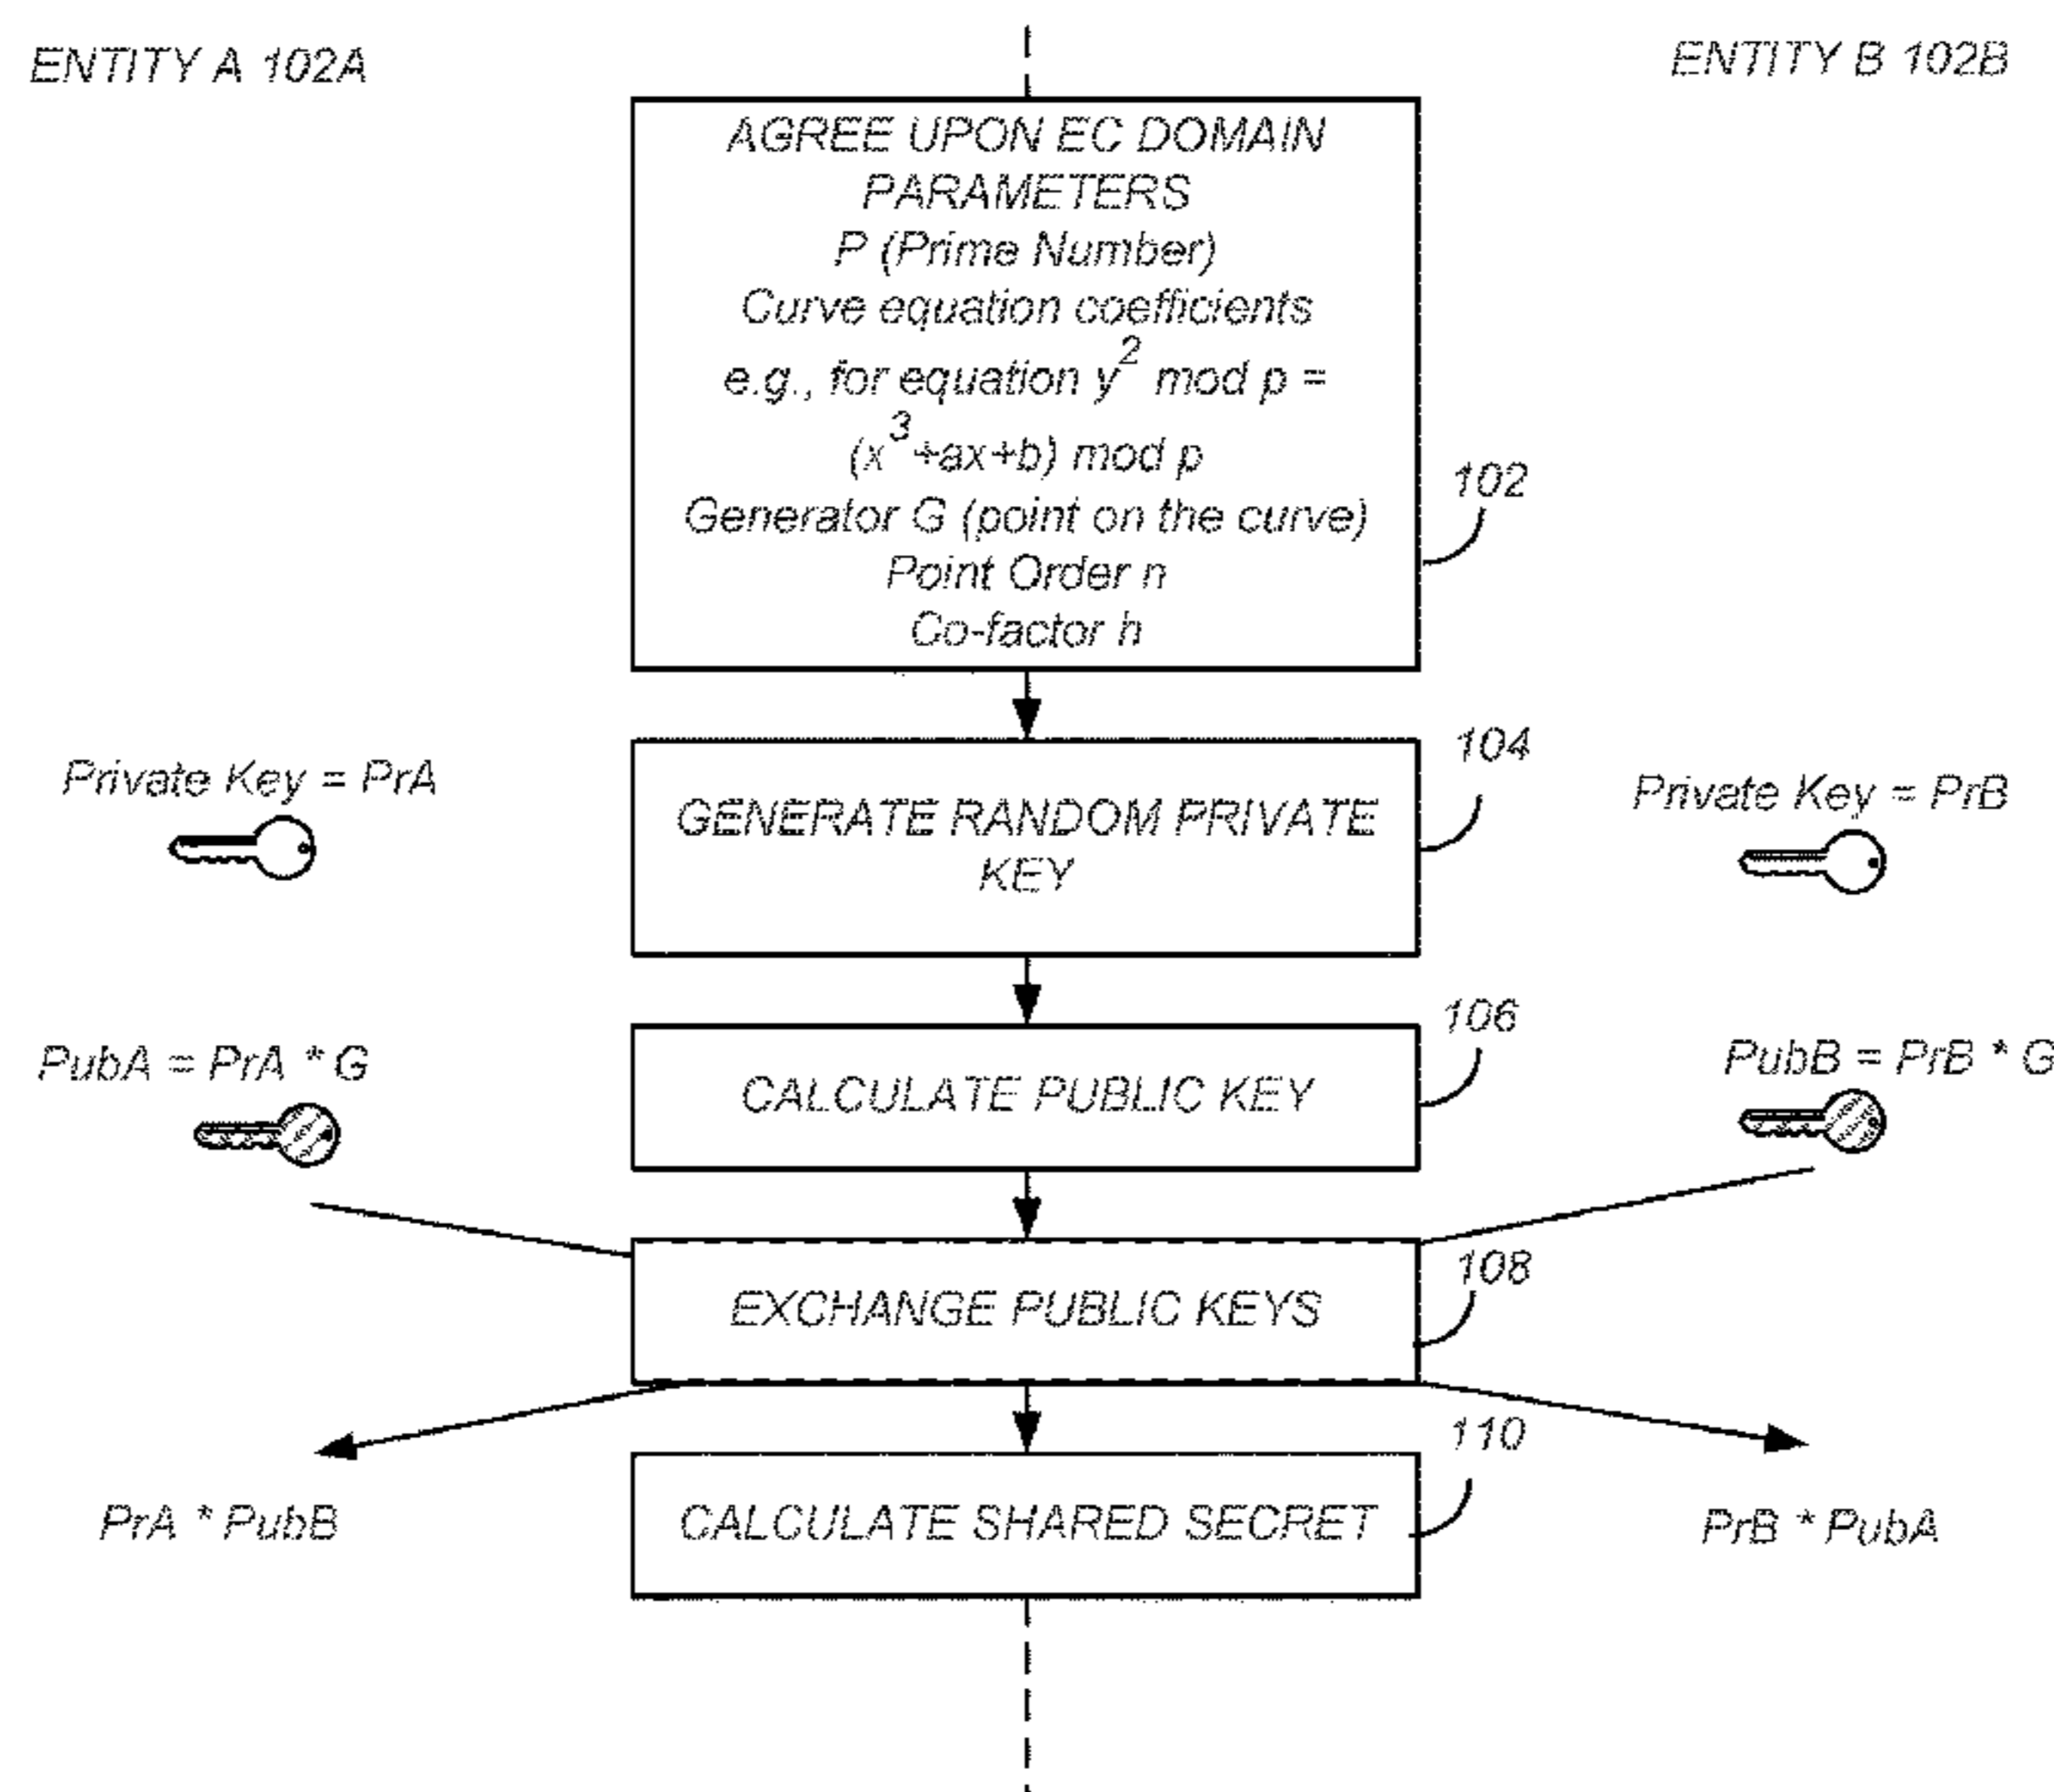 ENTITY A 102A
ENTITY B 102B
AGREE UPON EC DOMAIN
PARAMETERS
P (Prime Number)
Curve equation coefficients
e.g., for equation y² mod p =
(x³+ax+b) mod p
Generator G (point on the curve)
Point Order n
Co-factor h
102
Private Key = PrA
GENERATE RANDOM PRIVATE
KEY
104
Private Key = PrB
PubA = PrA * G
CALCULATE PUBLIC KEY
106
PubB = PrB * G
EXCHANGE PUBLIC KEYS
108
PrA * PubB
CALCULATE SHARED SECRET
110
PrB * PubA